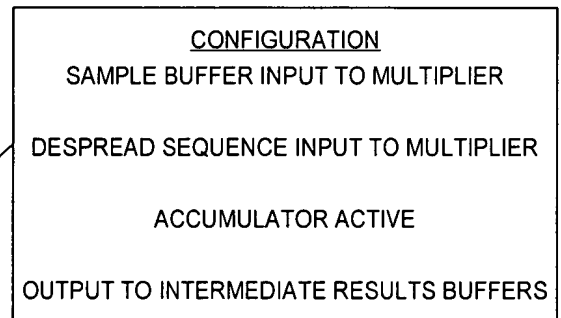 CONFIGURATION
SAMPLE BUFFER INPUT TO MULTIPLIER
DESPREAD SEQUENCE INPUT TO MULTIPLIER
ACCUMULATOR ACTIVE
OUTPUT TO INTERMEDIATE RESULTS BUFFERS